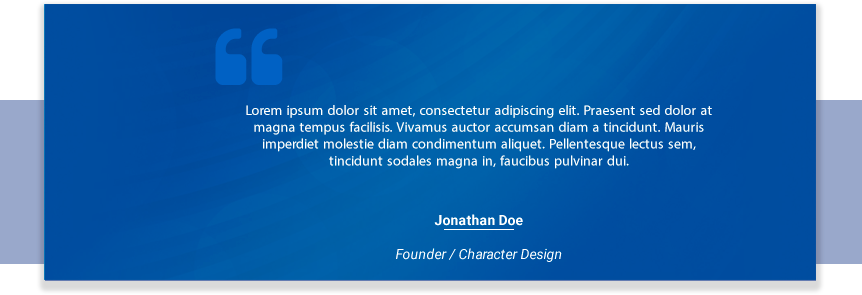 Lorem ipsum dolor sit amet, consectetur adipiscing elit. Praesent sed dolor at
magna tempus facilisis. Vivamus auctor accumsan diam a tincidunt. Mauris
imperdiet molestie diam condimentum aliquet. Pellentesque lectus sem,
tincidunt sodales magna in, faucibus pulvinar dui.
Jonathan Doe
Founder / Character Design